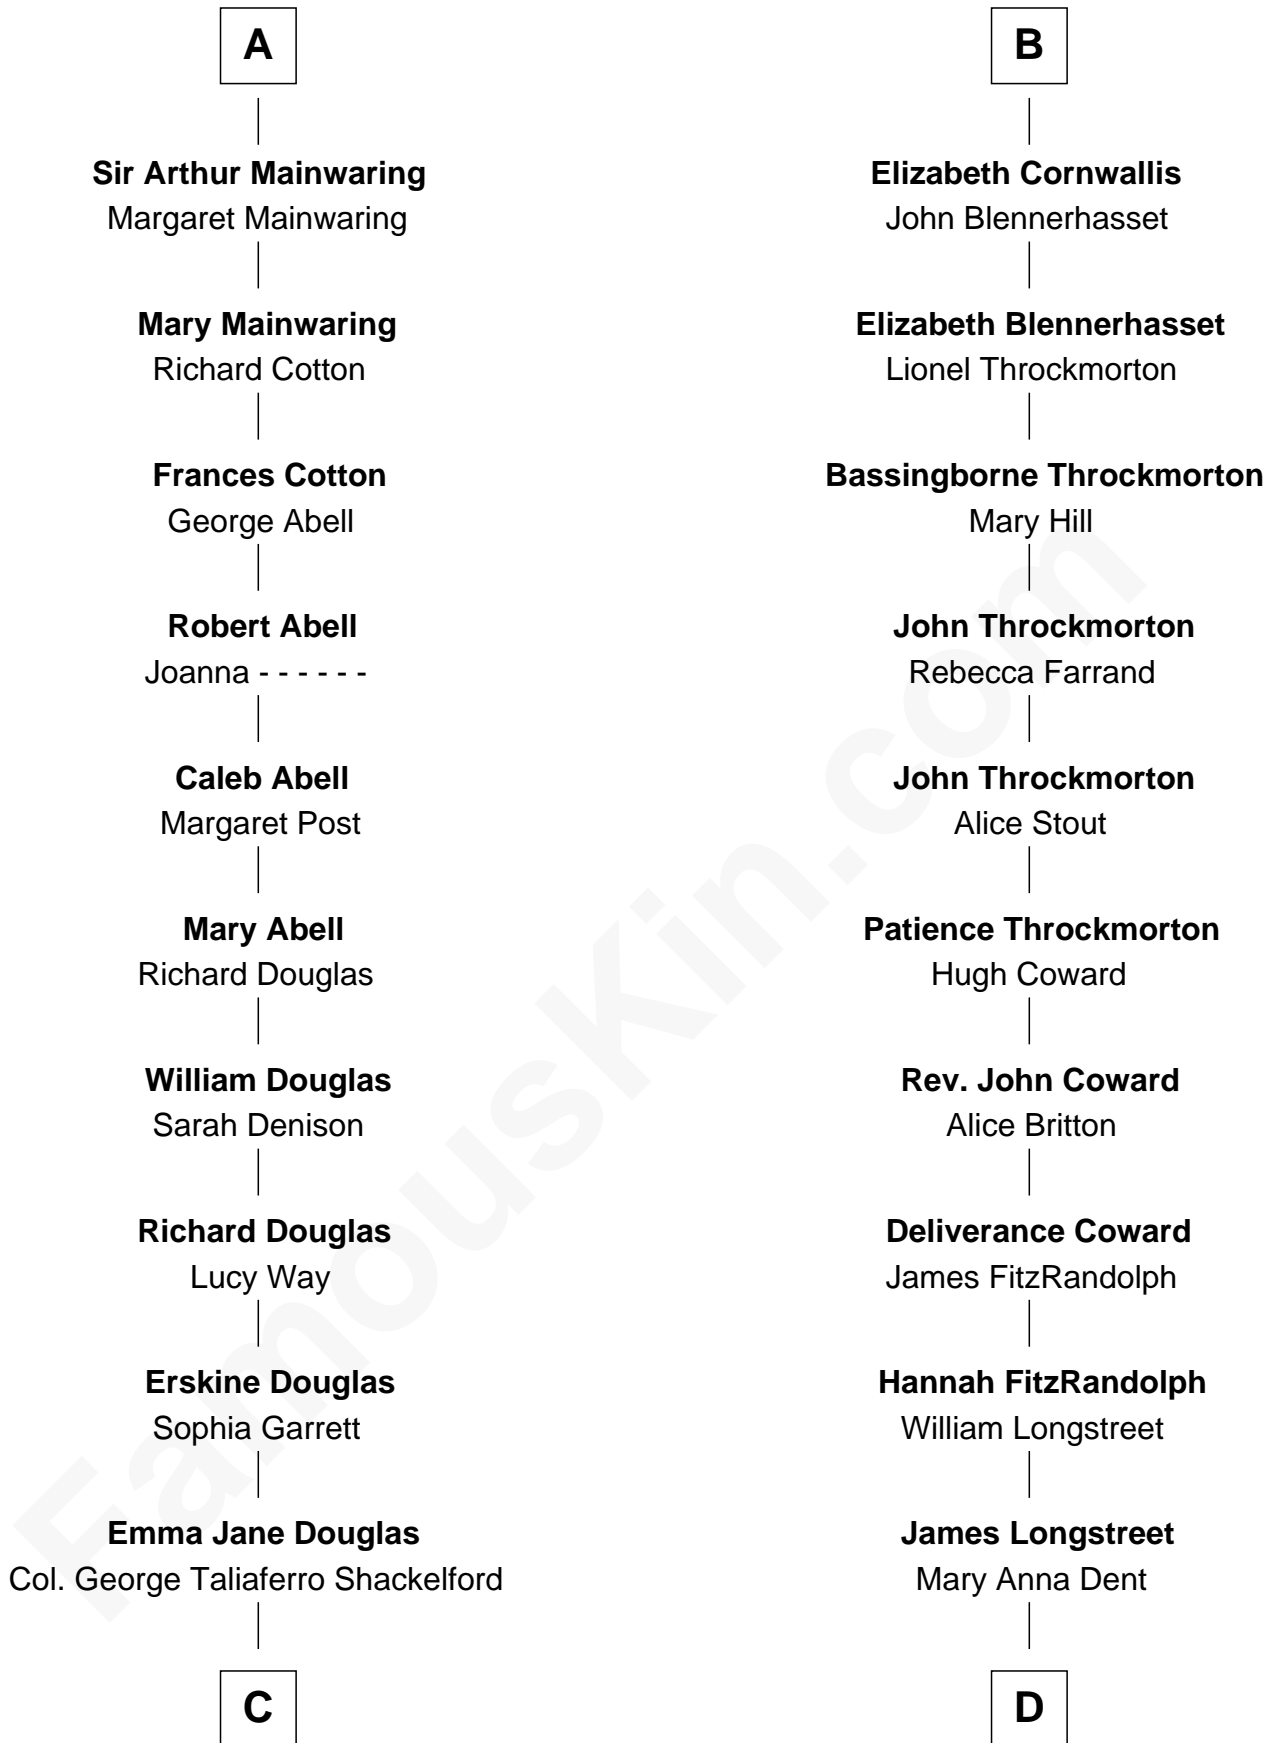 A
Sir Arthur Mainwaring
Margaret Mainwaring
Mary Mainwaring
Richard Cotton
Frances Cotton
George Abell
Robert Abell
Joanna - - - - - -
Caleb Abell
Margaret Post
Mary Abell
Richard Douglas
William Douglas
Sarah Denison
Richard Douglas
Lucy Way
Erskine Douglas
Sophia Garrett
Emma Jane Douglas
Col. George Taliaferro Shackelford
C
B
Elizabeth Cornwallis
John Blennerhasset
Elizabeth Blennerhasset
Lionel Throckmorton
Bassingborne Throckmorton
Mary Hill
John Throckmorton
Rebecca Farrand
John Throckmorton
Alice Stout
Patience Throckmorton
Hugh Coward
Rev. John Coward
Alice Britton
Deliverance Coward
James FitzRandolph
Hannah FitzRandolph
William Longstreet
James Longstreet
Mary Anna Dent
D
FamousKin.com